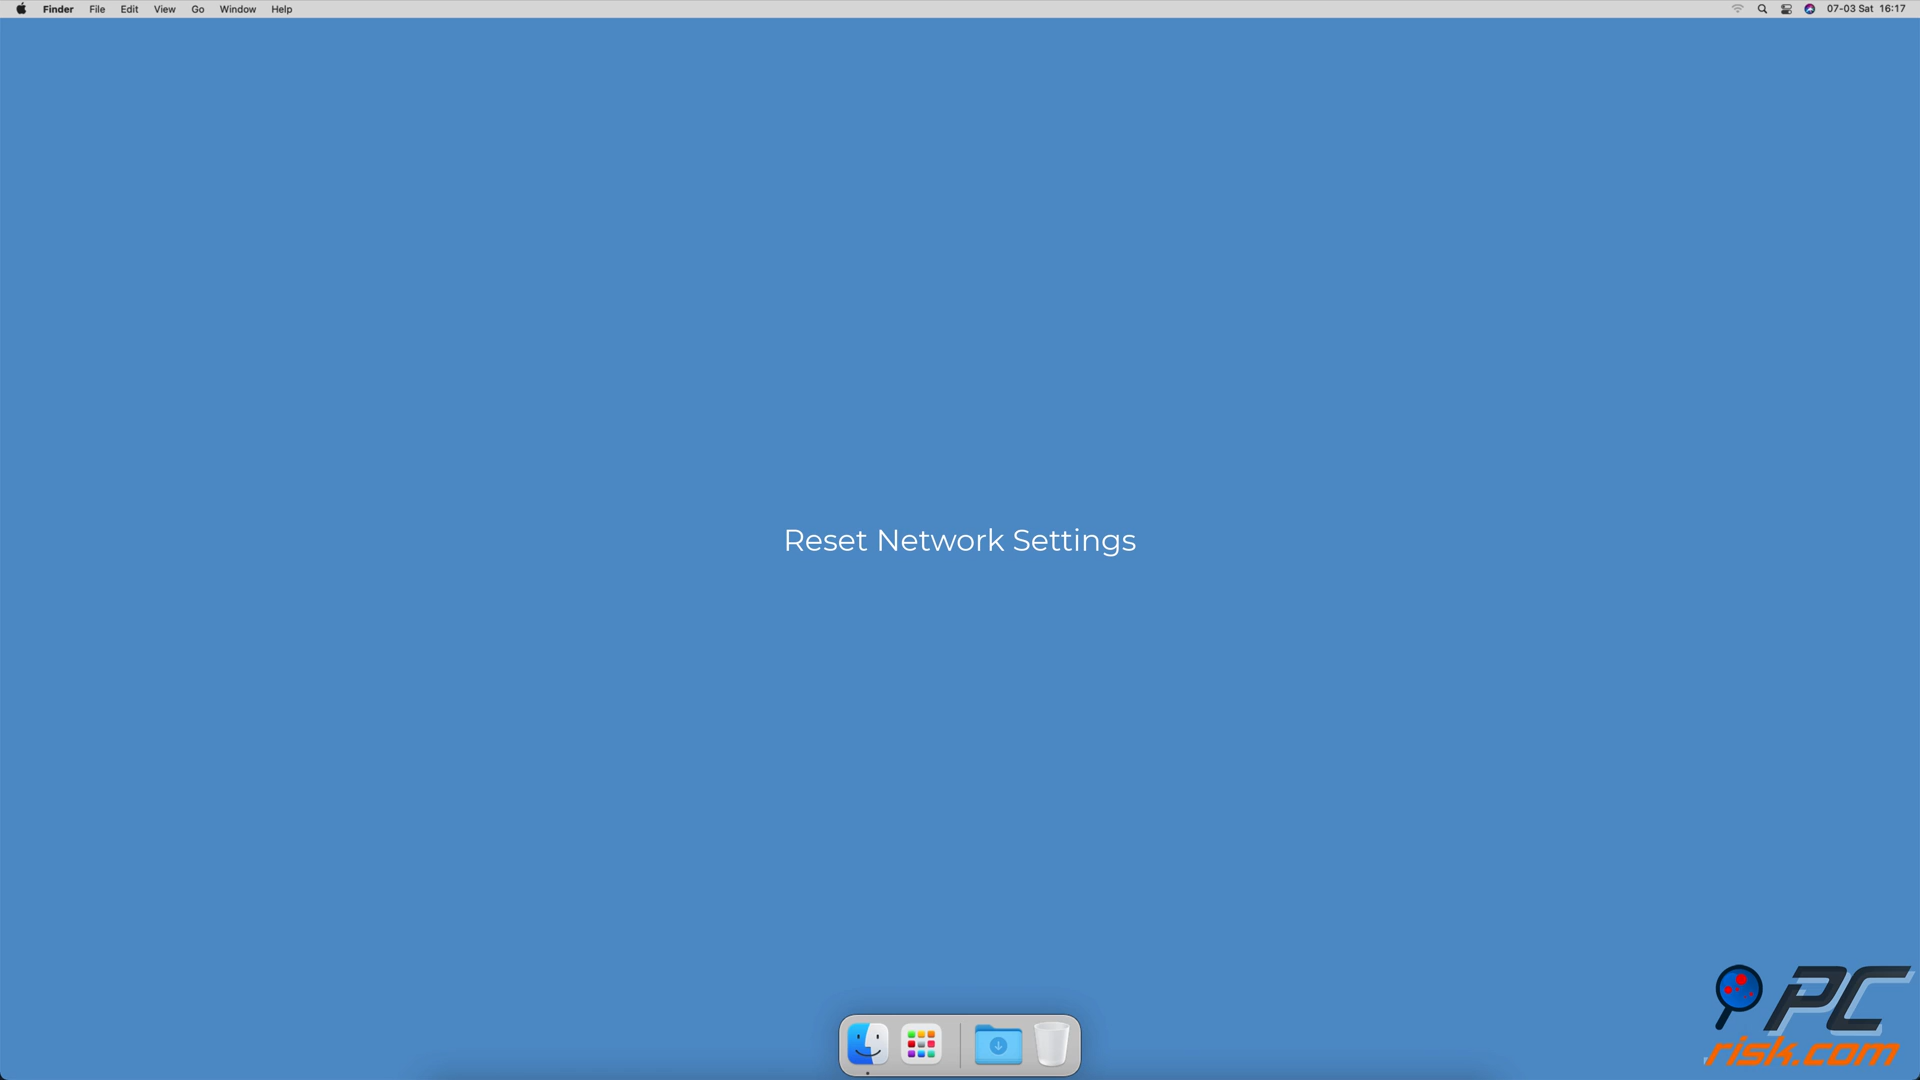 Finder File Edit View Go Window Help 07-03 Sat 16:17
Reset Network Settings
PC
risk.com